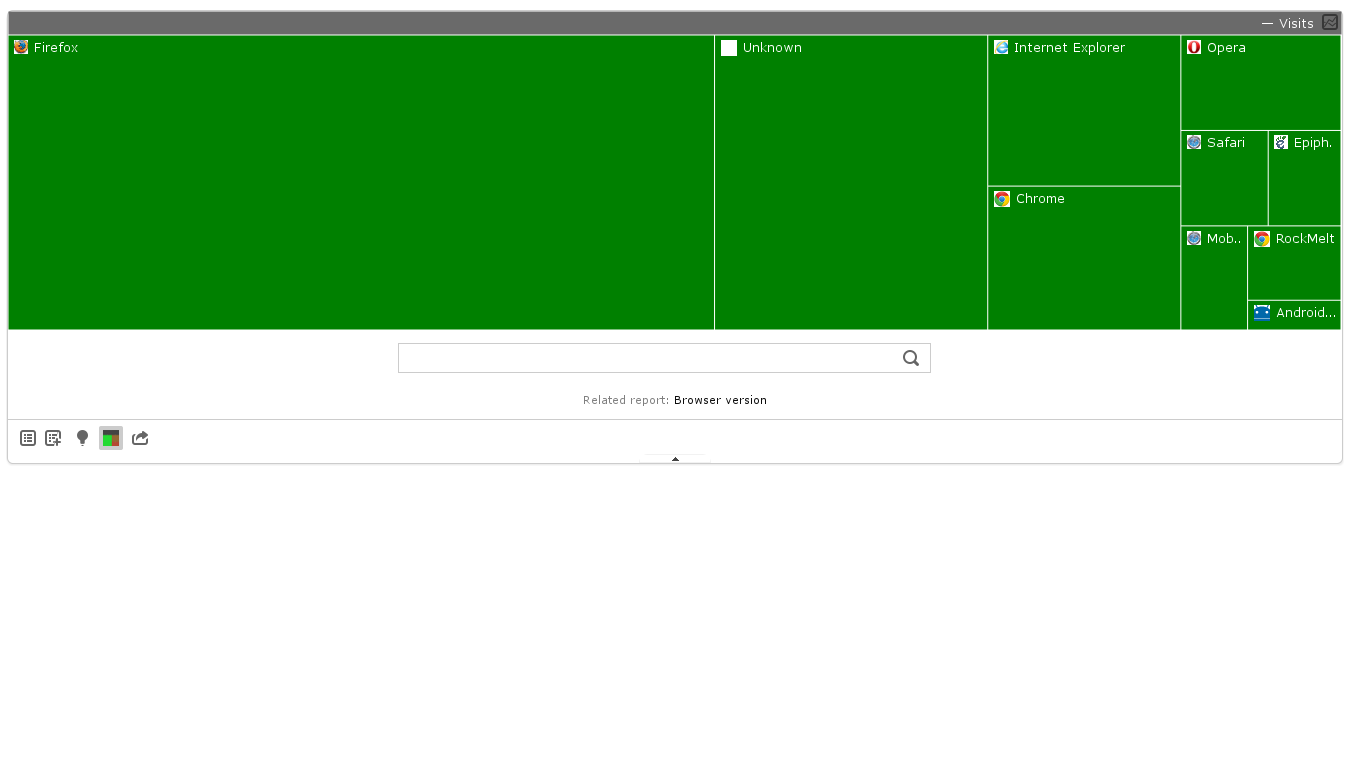 — Visits
Firefox
Unknown
Internet Explorer
Opera
Safari
Epiph.
Chrome
Mob..
RockMelt
Android...
Related report: Browser version